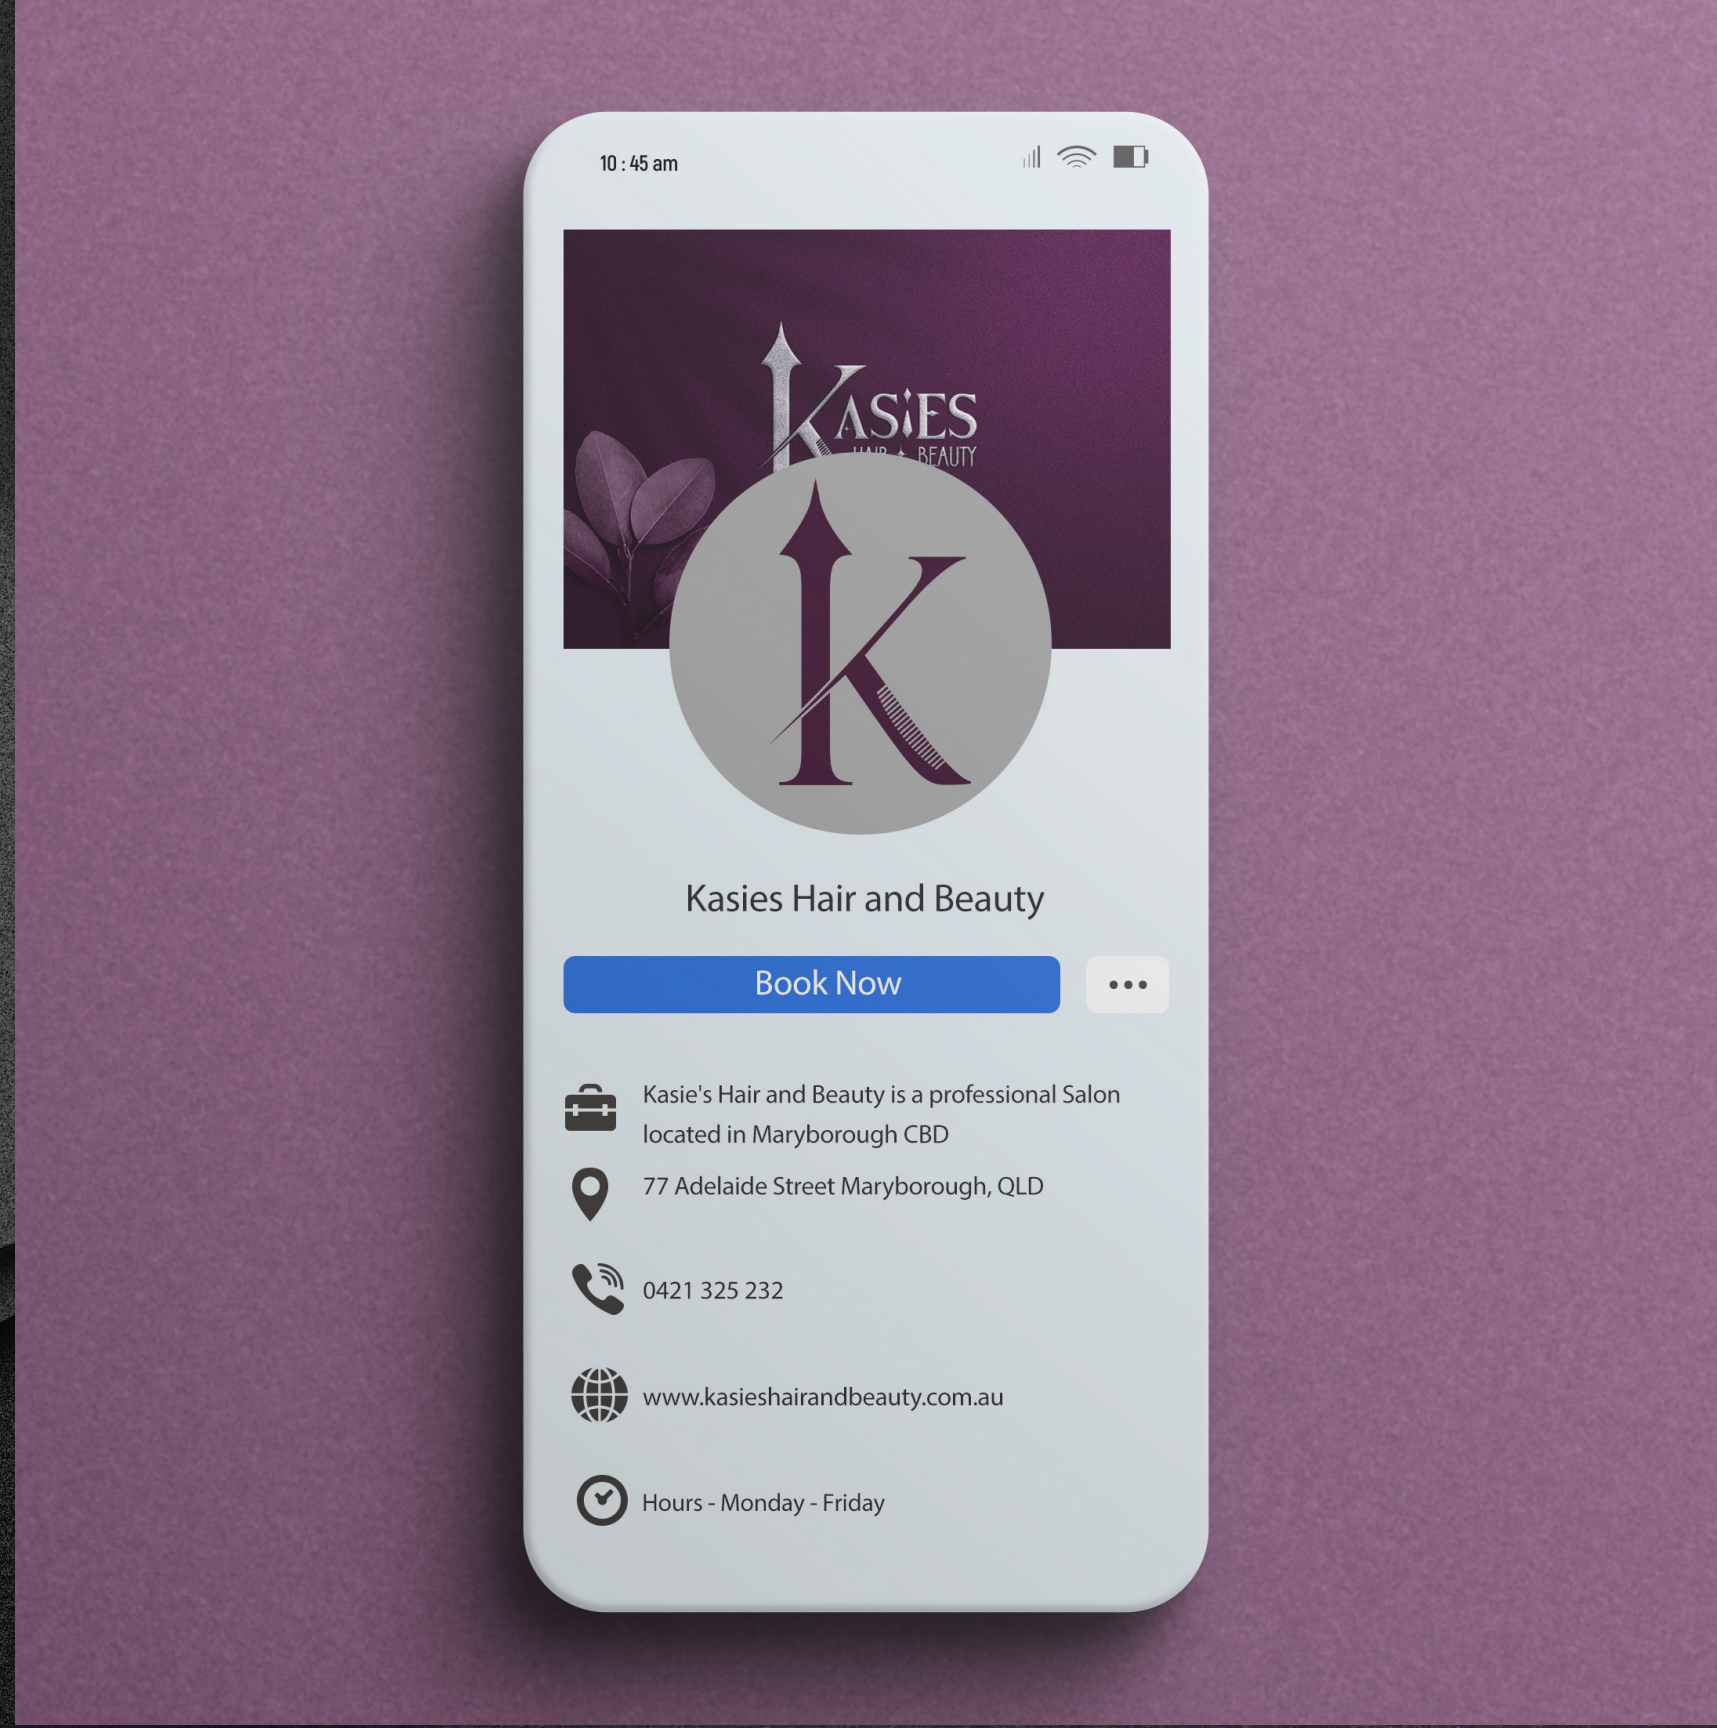 10 : 45 am
KASiES
HAIR BEAUTY
K
Kasies Hair and Beauty
Book Now
Kasie's Hair and Beauty is a professional Salon
located in Maryborough CBD
77 Adelaide Street Maryborough, QLD
0421 325 232
www.kasieshairandbeauty.com.au
Hours - Monday - Friday